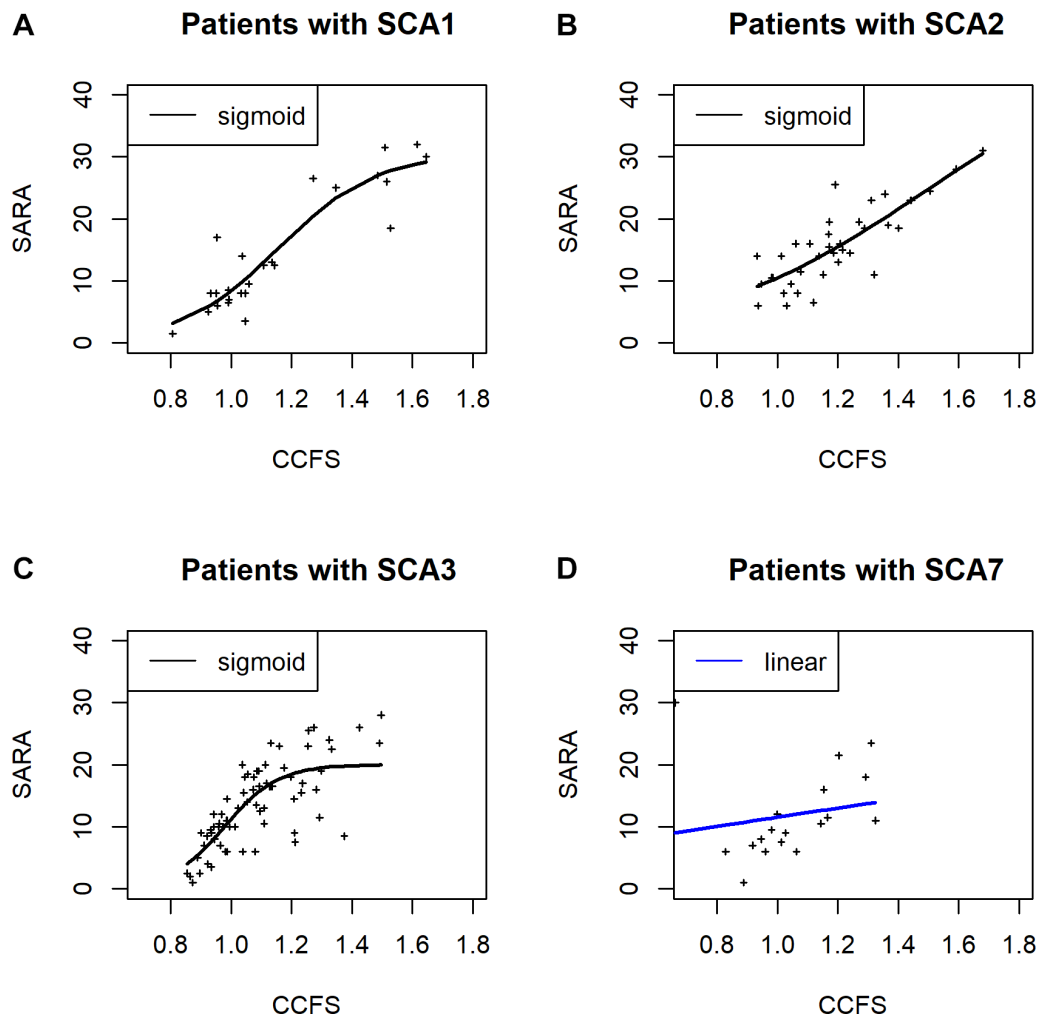 A
Patients with SCA1
SARA
0 10 20 30 40
sigmoid
0.8 1.0 1.2 1.4 1.6 1.8
CCFS
B
Patients with SCA2
SARA
0 10 20 30 40
sigmoid
0.8 1.0 1.2 1.4 1.6 1.8
CCFS
C
Patients with SCA3
SARA
0 10 20 30 40
sigmoid
0.8 1.0 1.2 1.4 1.6 1.8
CCFS
D
Patients with SCA7
SARA
0 10 20 30 40
linear
0.8 1.0 1.2 1.4 1.6 1.8
CCFS